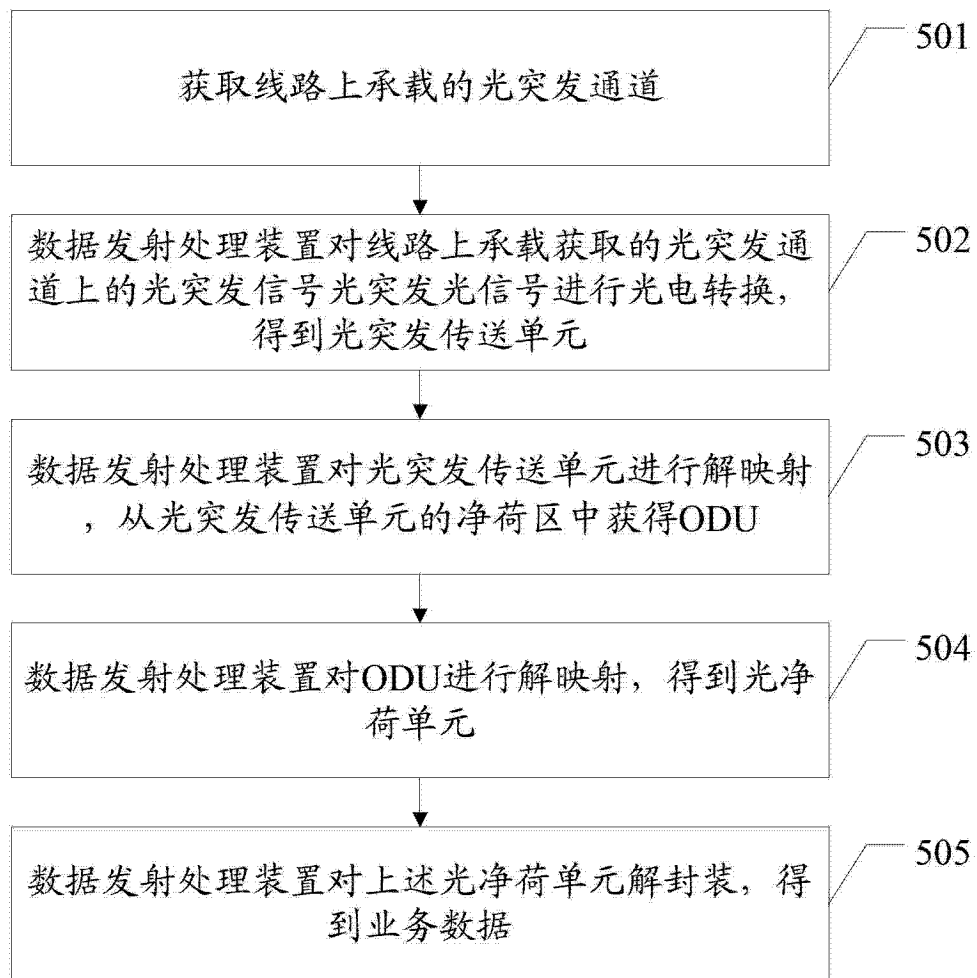 获取线路上承载的光突发通道
501
数据发射处理装置对线路上承载获取的光突发通
道上的光突发信号光突发光信号进行光电转换，
得到光突发传送单元
502
数据发射处理装置对光突发传送单元进行解映射
，从光突发传送单元的净荷区中获得ODU
503
数据发射处理装置对ODU进行解映射，得到光净
荷单元
504
数据发射处理装置对上述光净荷单元解封装，得
到业务数据
505